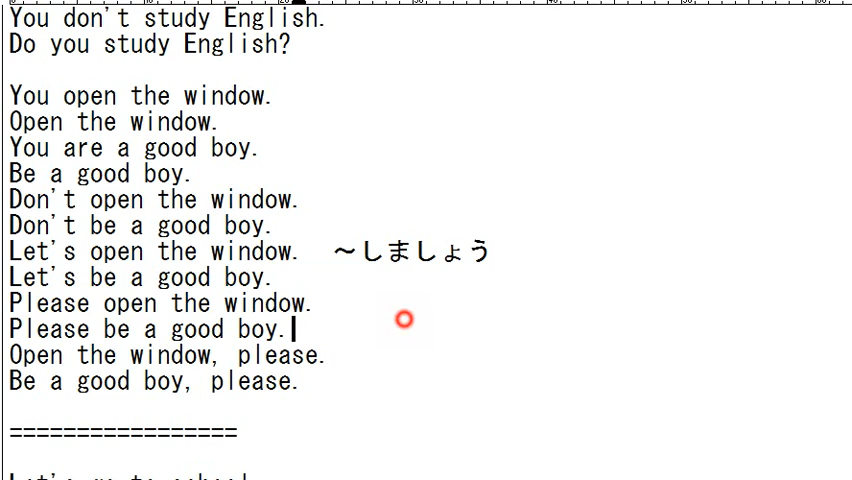 You don't study English.
Do you study English?
You open the window.
Open the window.
You are a good boy.
Be a good boy.
Don't open the window.
Don't be a good boy.
Let's open the window. ～しましょう
Let's be a good boy.
Please open the window.
Please be a good boy.
Open the window, please.
Be a good boy, please.
=================